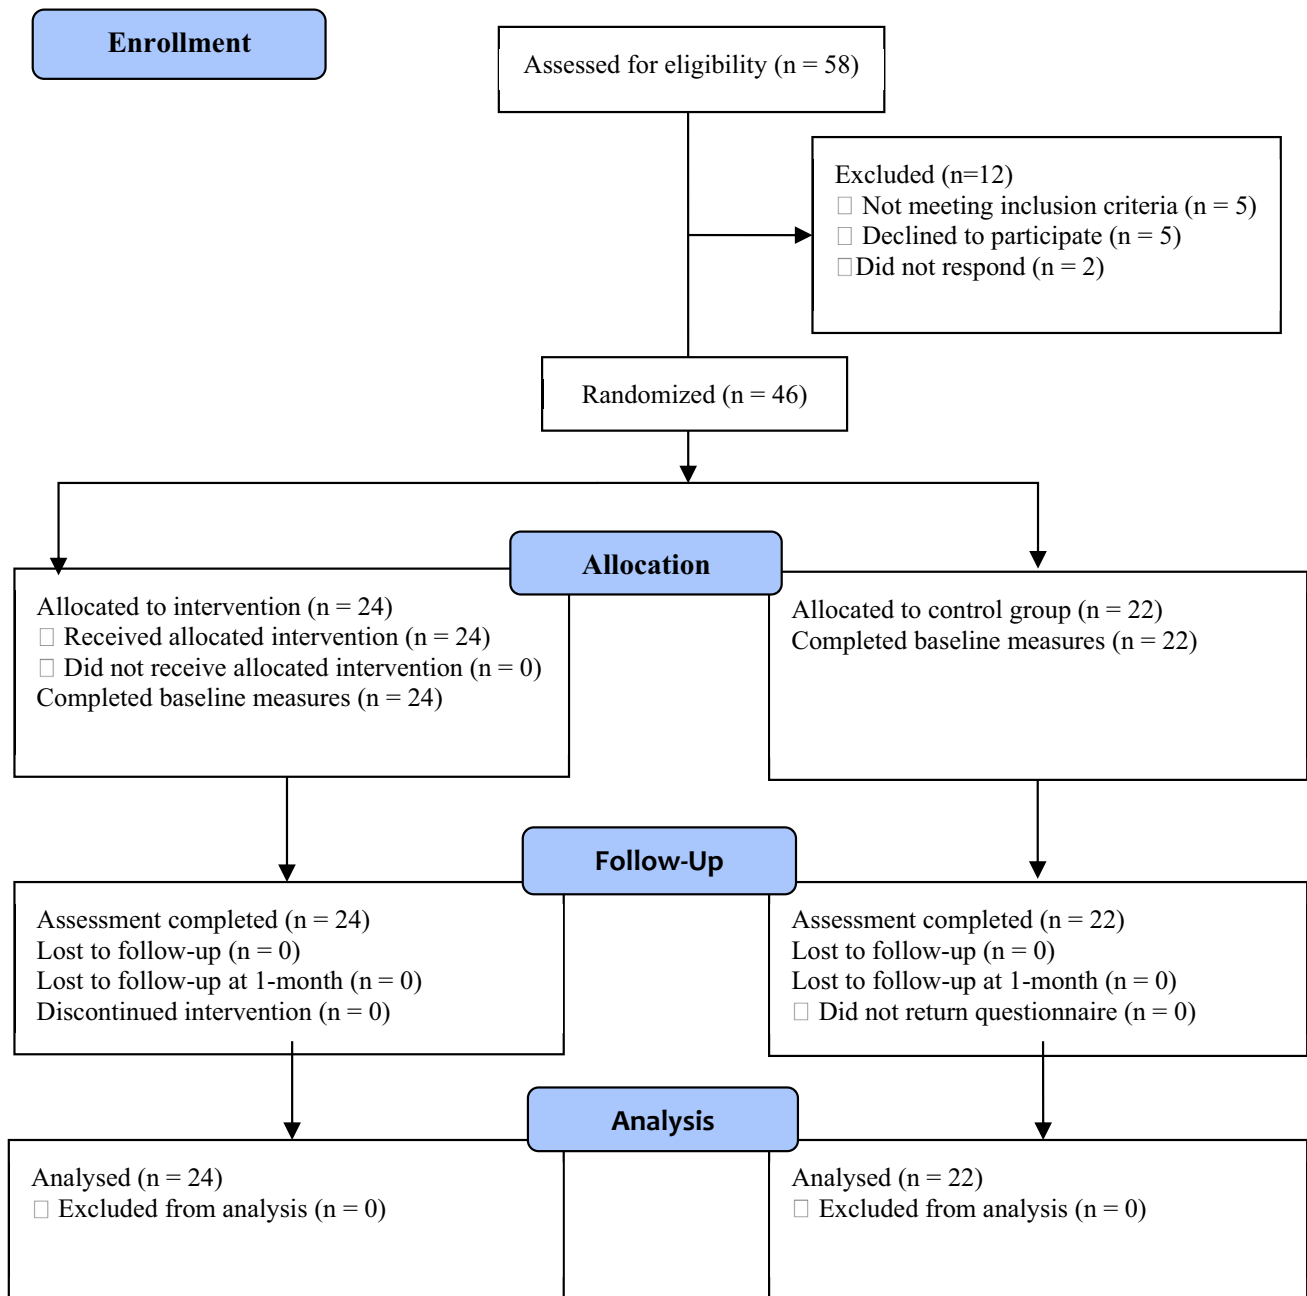 Enrollment
Assessed for eligibility (n = 58)
Excluded (n=12)
□ Not meeting inclusion criteria (n = 5)
□ Declined to participate (n = 5)
□Did not respond (n = 2)
Randomized (n = 46)
Allocation
Allocated to intervention (n = 24)
□ Received allocated intervention (n = 24)
□ Did not receive allocated intervention (n = 0)
Completed baseline measures (n = 24)
Allocated to control group (n = 22)
Completed baseline measures (n = 22)
Follow-Up
Assessment completed (n = 24)
Lost to follow-up (n = 0)
Lost to follow-up at 1-month (n = 0)
Discontinued intervention (n = 0)
Assessment completed (n = 22)
Lost to follow-up (n = 0)
Lost to follow-up at 1-month (n = 0)
□ Did not return questionnaire (n = 0)
Analysis
Analysed (n = 24)
□ Excluded from analysis (n = 0)
Analysed (n = 22)
□ Excluded from analysis (n = 0)